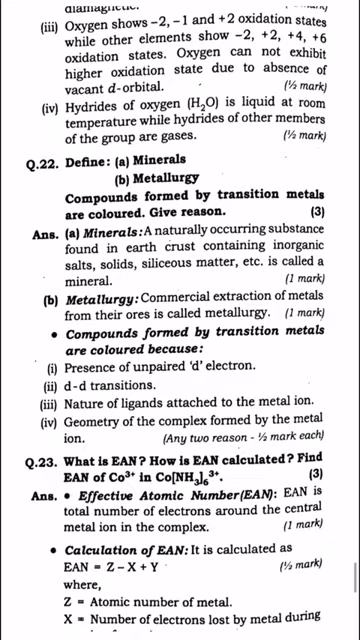 diamagnetic.
(iii) Oxygen shows –2, –1 and +2 oxidation states
while other elements show –2, +2, +4, +6
oxidation states. Oxygen can not exhibit
higher oxidation state due to absence of
vacant d-orbital. (½ mark)
(iv) Hydrides of oxygen (H₂O) is liquid at room
temperature while hydrides of other members
of the group are gases. (½ mark)
Q.22. Define: (a) Minerals
(b) Metallurgy
Compounds formed by transition metals
are coloured. Give reason. (3)
Ans. (a) Minerals: A naturally occurring substance
found in earth crust containing inorganic
salts, solids, siliceous matter, etc. is called a
mineral. (1 mark)
(b) Metallurgy: Commercial extraction of metals
from their ores is called metallurgy. (1 mark)
• Compounds formed by transition metals
are coloured because:
(i) Presence of unpaired 'd' electron.
(ii) d-d transitions.
(iii) Nature of ligands attached to the metal ion.
(iv) Geometry of the complex formed by the metal
ion. (Any two reason - ½ mark each)
Q.23. What is EAN? How is EAN calculated? Find
EAN of Co³⁺ in Co[NH₃]₆³⁺. (3)
Ans. • Effective Atomic Number(EAN): EAN is
total number of electrons around the central
metal ion in the complex. (1 mark)
• Calculation of EAN: It is calculated as
EAN = Z – X + Y (½ mark)
where,
Z = Atomic number of metal.
X = Number of electrons lost by metal during